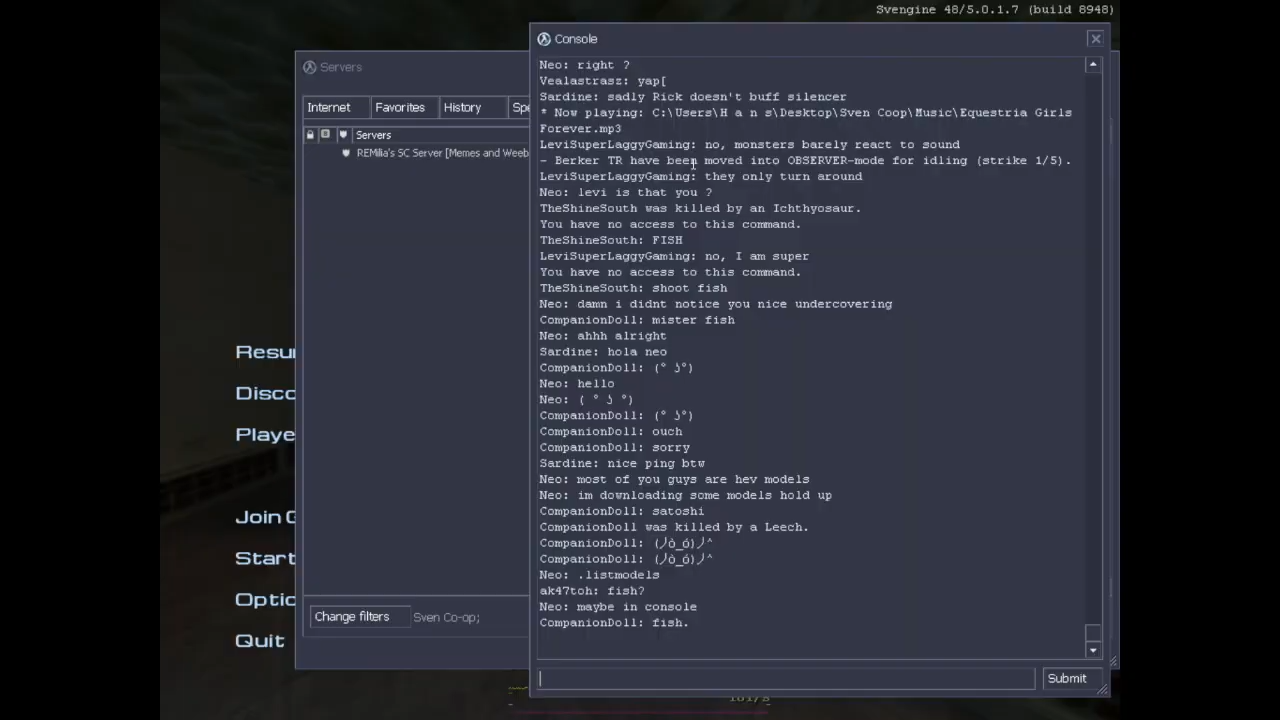 Svengine 48/5.0.1.7 (build 8948)
Console
Servers
Internet
Favorites
History
Servers
REMilia's SC Server [Memes and Weeb
Neo: right ?
Vealastrasz: yap[
Sardine: sadly Rick doesn't buff silencer
* Now playing: C:\Users\H a n s\Desktop\Sven Coop\Music\Equestria Girls
Forever.mp3
LeviSuperLaggyGaming: no, monsters barely react to sound
- Berker TR have been moved into OBSERVER-mode for idling (strike 1/5).
LeviSuperLaggyGaming: they only turn around
Neo: levi is that you ?
TheShineSouth was killed by an Ichthyosaur.
You have no access to this command.
TheShineSouth: FISH
LeviSuperLaggyGaming: no, I am super
You have no access to this command.
TheShineSouth: shoot fish
Neo: damn i didnt notice you nice undercovering
CompanionDoll: mister fish
Neo: ahhh alright
Sardine: hola neo
CompanionDoll: (° ʖ°)
Neo: hello
Neo: ( ° ʖ °)
CompanionDoll: (° ʖ°)
CompanionDoll: ouch
CompanionDoll: sorry
Sardine: nice ping btw
Neo: most of you guys are hev models
Neo: im downloading some models hold up
CompanionDoll: satoshi
CompanionDoll was killed by a Leech.
CompanionDoll: (╯ò_ó)╯^
CompanionDoll: (╯ò_ó)╯^
Neo: .listmodels
ak47toh: fish?
Neo: maybe in console
CompanionDoll: fish.
Change filters
Sven Co-op;
Submit
Start
Quit